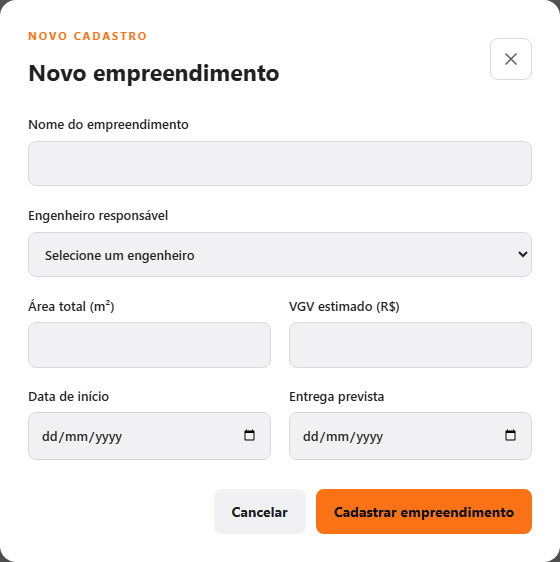 NOVO CADASTRO
Novo empreendimento
Nome do empreendimento
Engenheiro responsável
Selecione um engenheiro
Área total (m²)
VGV estimado (R$)
Data de início
Entrega prevista
dd/mm/yyyy
dd/mm/yyyy
Cancelar
Cadastrar empreendimento